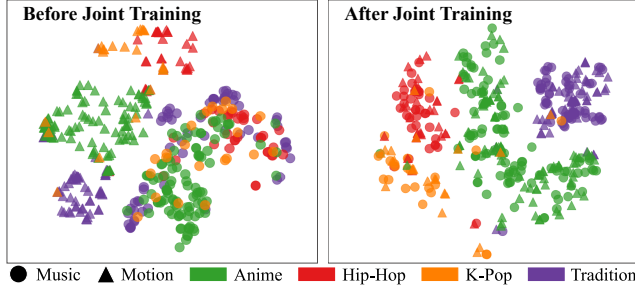 Before Joint Training
After Joint Training
Music Motion Anime Hip-Hop K-Pop Tradition